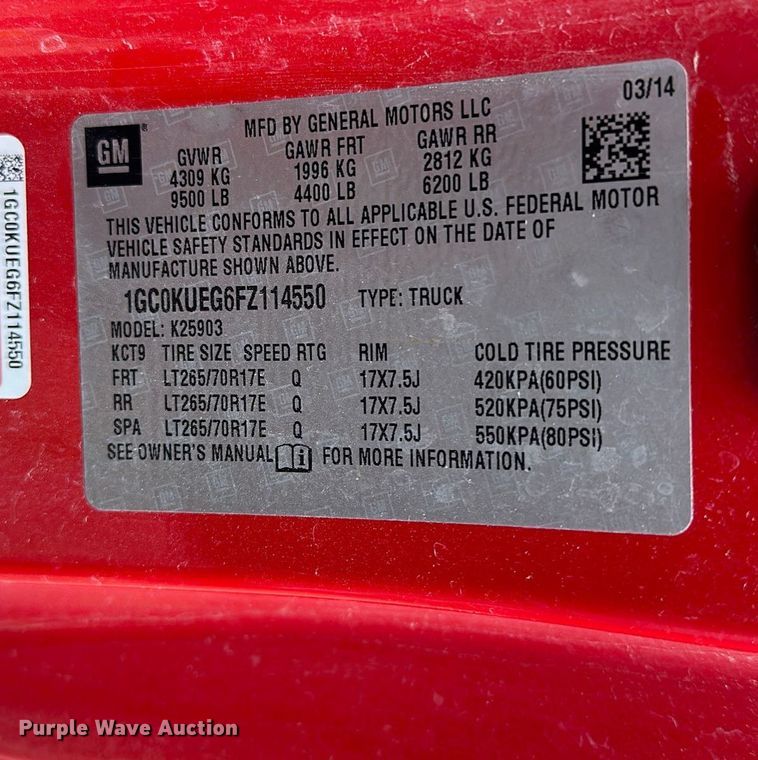 03/14
MFD BY GENERAL MOTORS LLC
GM
GVWR GAWR FRT GAWR RR
4309 KG 1996 KG 2812 KG
9500 LB 4400 LB 6200 LB
THIS VEHICLE CONFORMS TO ALL APPLICABLE U.S. FEDERAL MOTOR
VEHICLE SAFETY STANDARDS IN EFFECT ON THE DATE OF
MANUFACTURE SHOWN ABOVE.
1GC0KUEG6FZ114550 TYPE: TRUCK
MODEL: K25903
KCT9 TIRE SIZE SPEED RTG RIM COLD TIRE PRESSURE
FRT LT265/70R17E Q 17X7.5J 420KPA(60PSI)
RR LT265/70R17E Q 17X7.5J 520KPA(75PSI)
SPA LT265/70R17E Q 17X7.5J 550KPA(80PSI)
SEE OWNER'S MANUAL FOR MORE INFORMATION.
1GC0KUEG6FZ114550
Purple Wave Auction